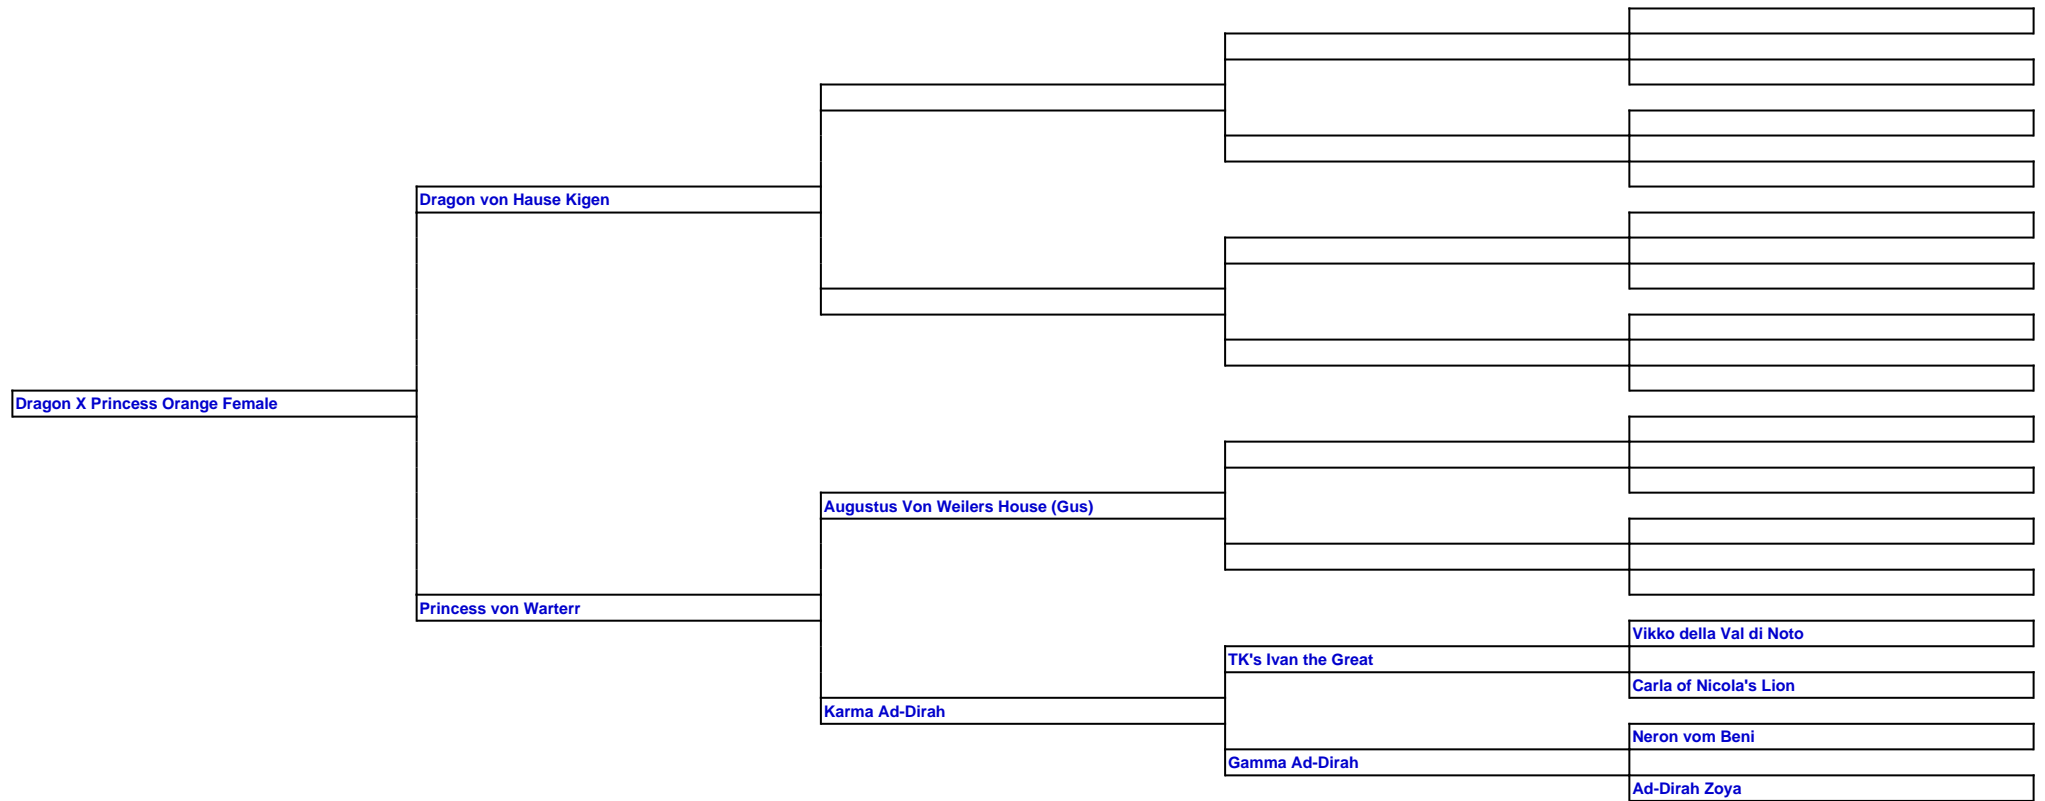 Dragon von Hause Kigen
Dragon X Princess Orange Female
Augustus Von Weilers House (Gus)
Princess von Warterr
Vikko della Val di Noto
TK's Ivan the Great
Carla of Nicola's Lion
Karma Ad-Dirah
Neron vom Beni
Gamma Ad-Dirah
Ad-Dirah Zoya